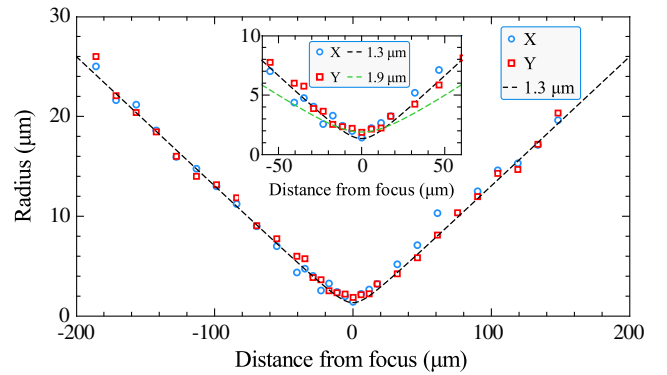 30
20
10
0
Radius (μm)
-200
-100
0
100
200
Distance from focus (μm)
X
Y
1.3 μm
10
5
0
-50
0
50
Distance from focus (μm)
X 1.3 μm
Y 1.9 μm